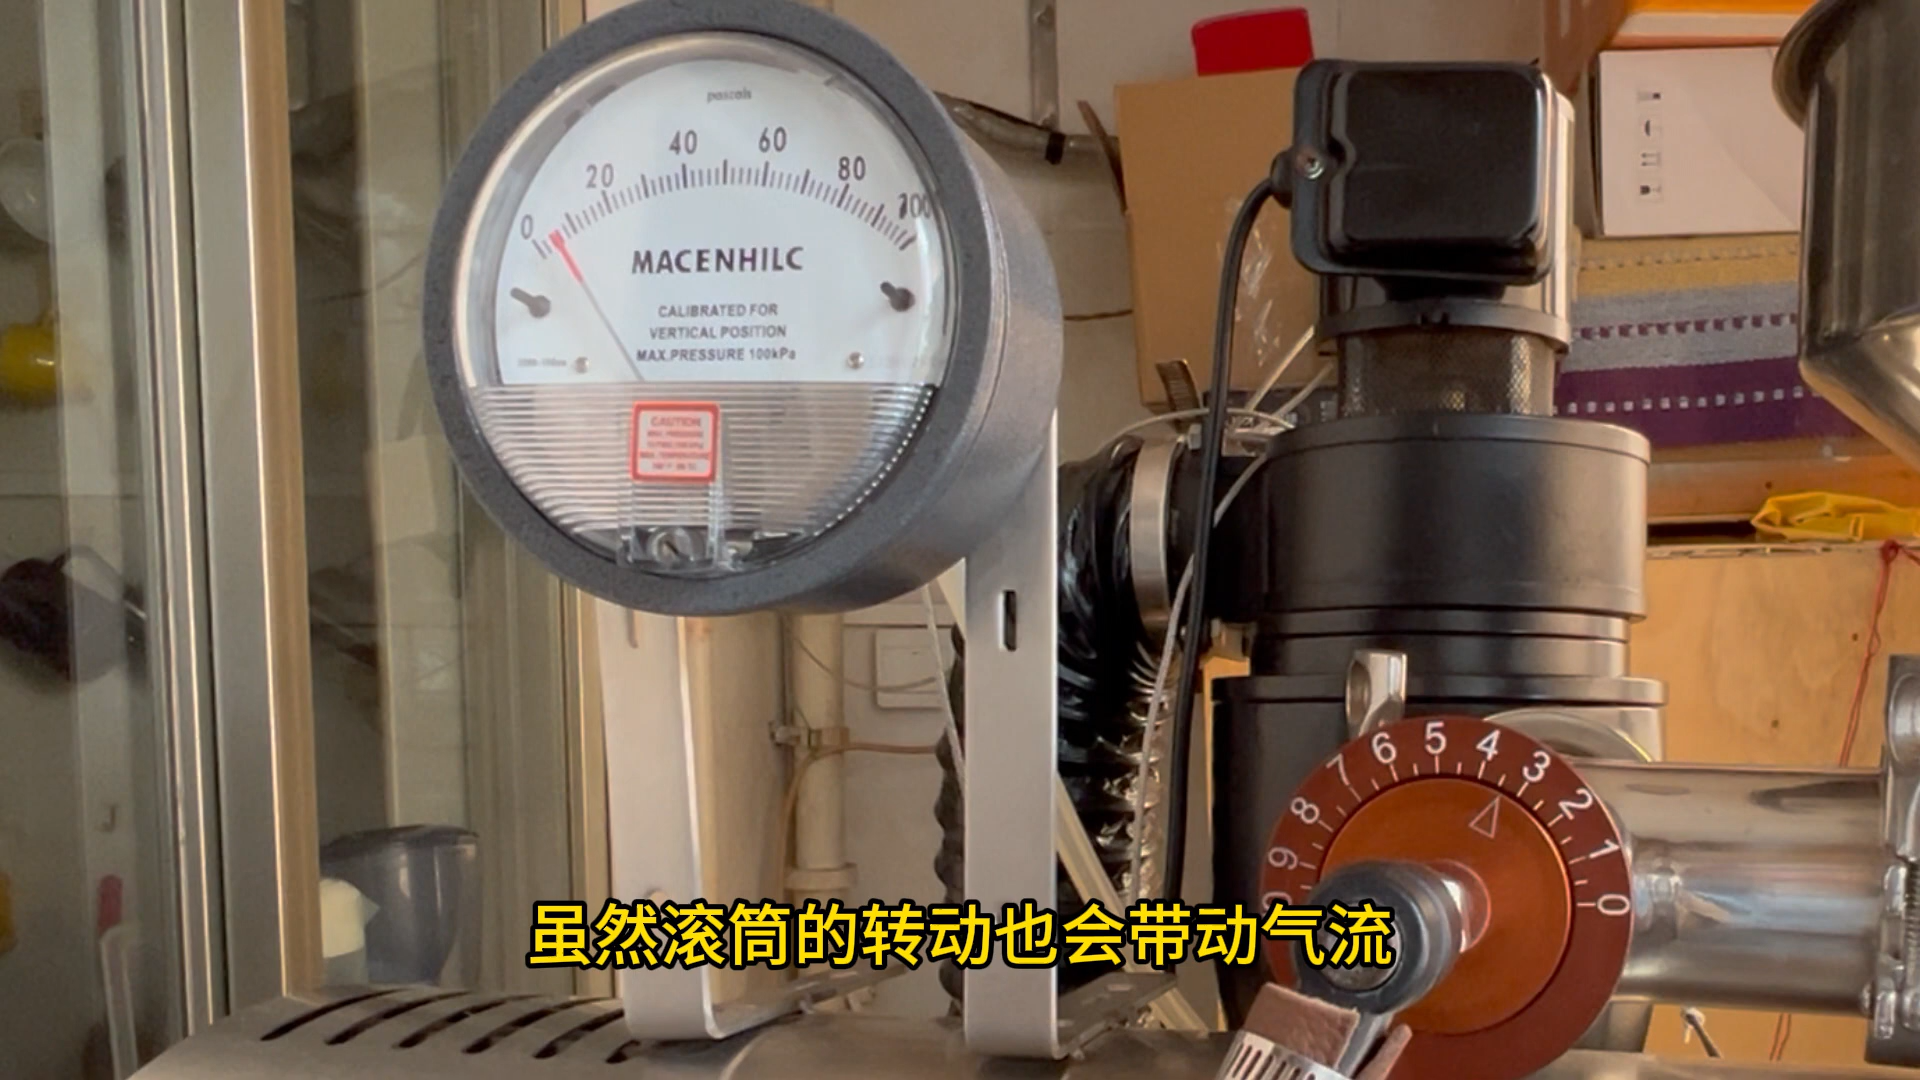 pascals
0 20 40 60 80 100
MACENHILC
CALIBRATED FOR
VERTICAL POSITION
MAX.PRESSURE 100kPa
CAUTION
9 8 7 6 5 4 3 2 1 0
虽然滚筒的转动也会带动气流